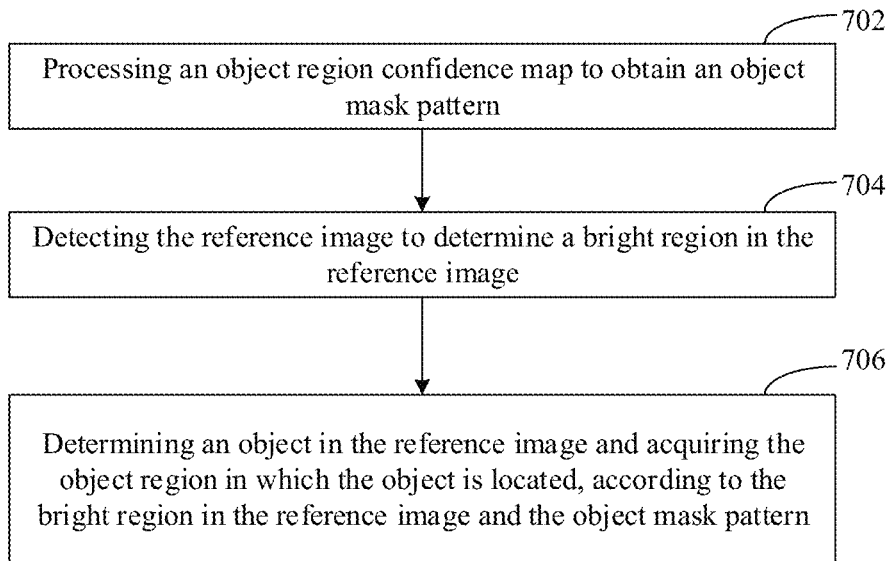 702
Processing an object region confidence map to obtain an object
mask pattern
704
Detecting the reference image to determine a bright region in the
reference image
706
Determining an object in the reference image and acquiring the
object region in which the object is located, according to the
bright region in the reference image and the object mask pattern